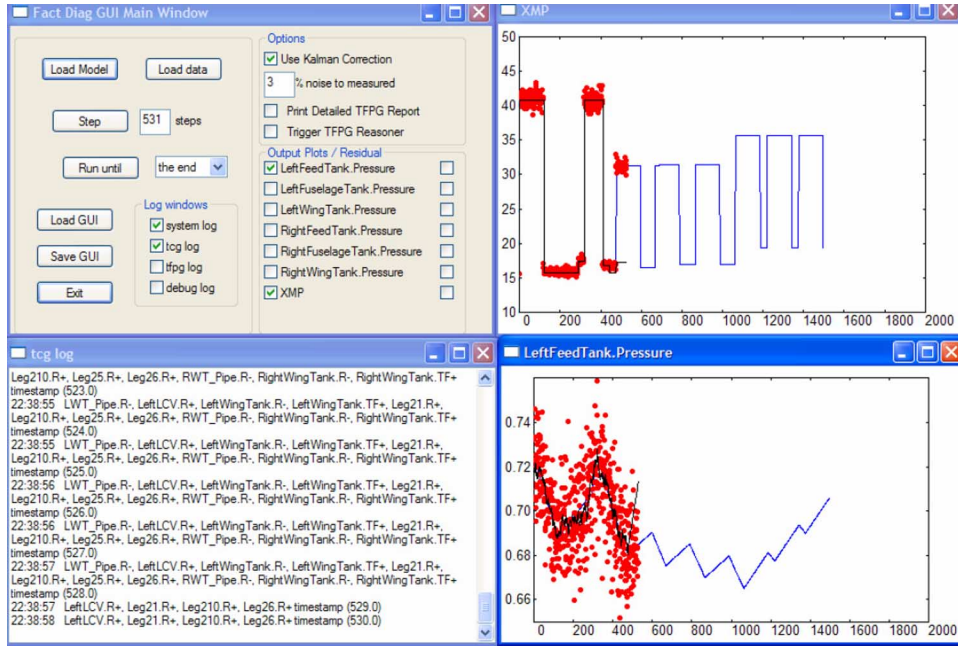 Fact Diag GUI Main Window
Load Model
Load data
Step
531
steps
Run until
the end
Load GUI
Save GUI
Exit
Log windows
system log
tcg log
tfpg log
debug log
Options
Use Kalman Correction
3
% noise to measured
Print Detailed TFPG Report
Trigger TFPG Reasoner
Output Plots / Residual
LeftFeedTank.Pressure
LeftFuselageTank.Pressure
LeftWingTank.Pressure
RightFeedTank.Pressure
RightFuselageTank.Pressure
RightWingTank.Pressure
XMP
XMP
50
45
40
35
30
25
20
15
10
0 200 400 600 800 1000 1200 1400 1600 1800 2000
tcg log
Leg210.R+, Leg25.R+, Leg26.R+, RWT_Pipe.R-, RightWingTank.R-, RightWingTank.TF+
timestamp (523.0)
22:38:55 LWT_Pipe.R-, LeftLCV.R+, LeftWingTank.R-, LeftWingTank.TF+, Leg21.R+,
Leg210.R+, Leg25.R+, Leg26.R+, RWT_Pipe.R-, RightWingTank.R-, RightWingTank.TF+
timestamp (524.0)
22:38:55 LWT_Pipe.R-, LeftLCV.R+, LeftWingTank.R-, LeftWingTank.TF+, Leg21.R+,
Leg210.R+, Leg25.R+, Leg26.R+, RWT_Pipe.R-, RightWingTank.R-, RightWingTank.TF+
timestamp (525.0)
22:38:56 LWT_Pipe.R-, LeftLCV.R+, LeftWingTank.R-, LeftWingTank.TF+, Leg21.R+,
Leg210.R+, Leg25.R+, Leg26.R+, RWT_Pipe.R-, RightWingTank.R-, RightWingTank.TF+
timestamp (526.0)
22:38:56 LWT_Pipe.R-, LeftLCV.R+, LeftWingTank.R-, LeftWingTank.TF+, Leg21.R+,
Leg210.R+, Leg25.R+, Leg26.R+, RWT_Pipe.R-, RightWingTank.R-, RightWingTank.TF+
timestamp (527.0)
22:38:57 LWT_Pipe.R-, LeftLCV.R+, LeftWingTank.R-, LeftWingTank.TF+, Leg21.R+,
Leg210.R+, Leg25.R+, Leg26.R+, RWT_Pipe.R-, RightWingTank.R-, RightWingTank.TF+
timestamp (528.0)
22:38:57 LeftLCV.R+, Leg21.R+, Leg210.R+, Leg26.R+ timestamp (529.0)
22:38:58 LeftLCV.R+, Leg21.R+, Leg210.R+, Leg26.R+ timestamp (530.0)
LeftFeedTank.Pressure
0.74
0.72
0.70
0.68
0.66
0 200 400 600 800 1000 1200 1400 1600 1800 2000